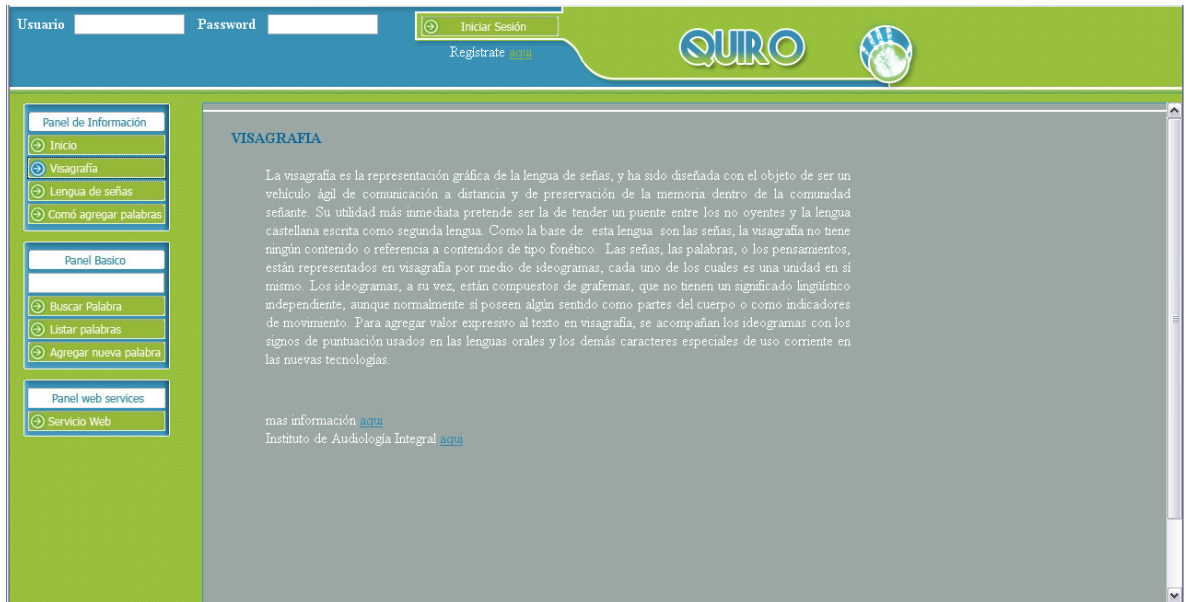 Usuario Password Iniciar Sesión
Regístrate aqui
QUIRO
Panel de Información
Inicio
Visagrafía
Lengua de señas
Comó agregar palabras
Panel Basico
Buscar Palabra
Listar palabras
Agregar nueva palabra
Panel web services
Servicio Web
VISAGRAFIA
La visagrafía es la representación gráfica de la lengua de señas, y ha sido diseñada con el objeto de ser un
vehículo ágil de comunicación a distancia y de preservación de la memoria dentro de la comunidad
señante. Su utilidad más inmediata pretende ser la de tender un puente entre los no oyentes y la lengua
castellana escrita como segunda lengua. Como la base de esta lengua son las señas, la visagrafía no tiene
ningún contenido o referencia a contenidos de tipo fonético. Las señas, las palabras, o los pensamientos,
están representados en visagrafía por medio de ideogramas, cada uno de los cuales es una unidad en sí
mismo. Los ideogramas, a su vez, están compuestos de grafemas, que no tienen un significado lingüístico
independiente, aunque normalmente sí poseen algún sentido como partes del cuerpo o como indicadores
de movimiento. Para agregar valor expresivo al texto en visagrafía, se acompañan los ideogramas con los
signos de puntuación usados en las lenguas orales y los demás caracteres especiales de uso corriente en
las nuevas tecnologías.
mas información aqui
Instituto de Audiología Integral aqui